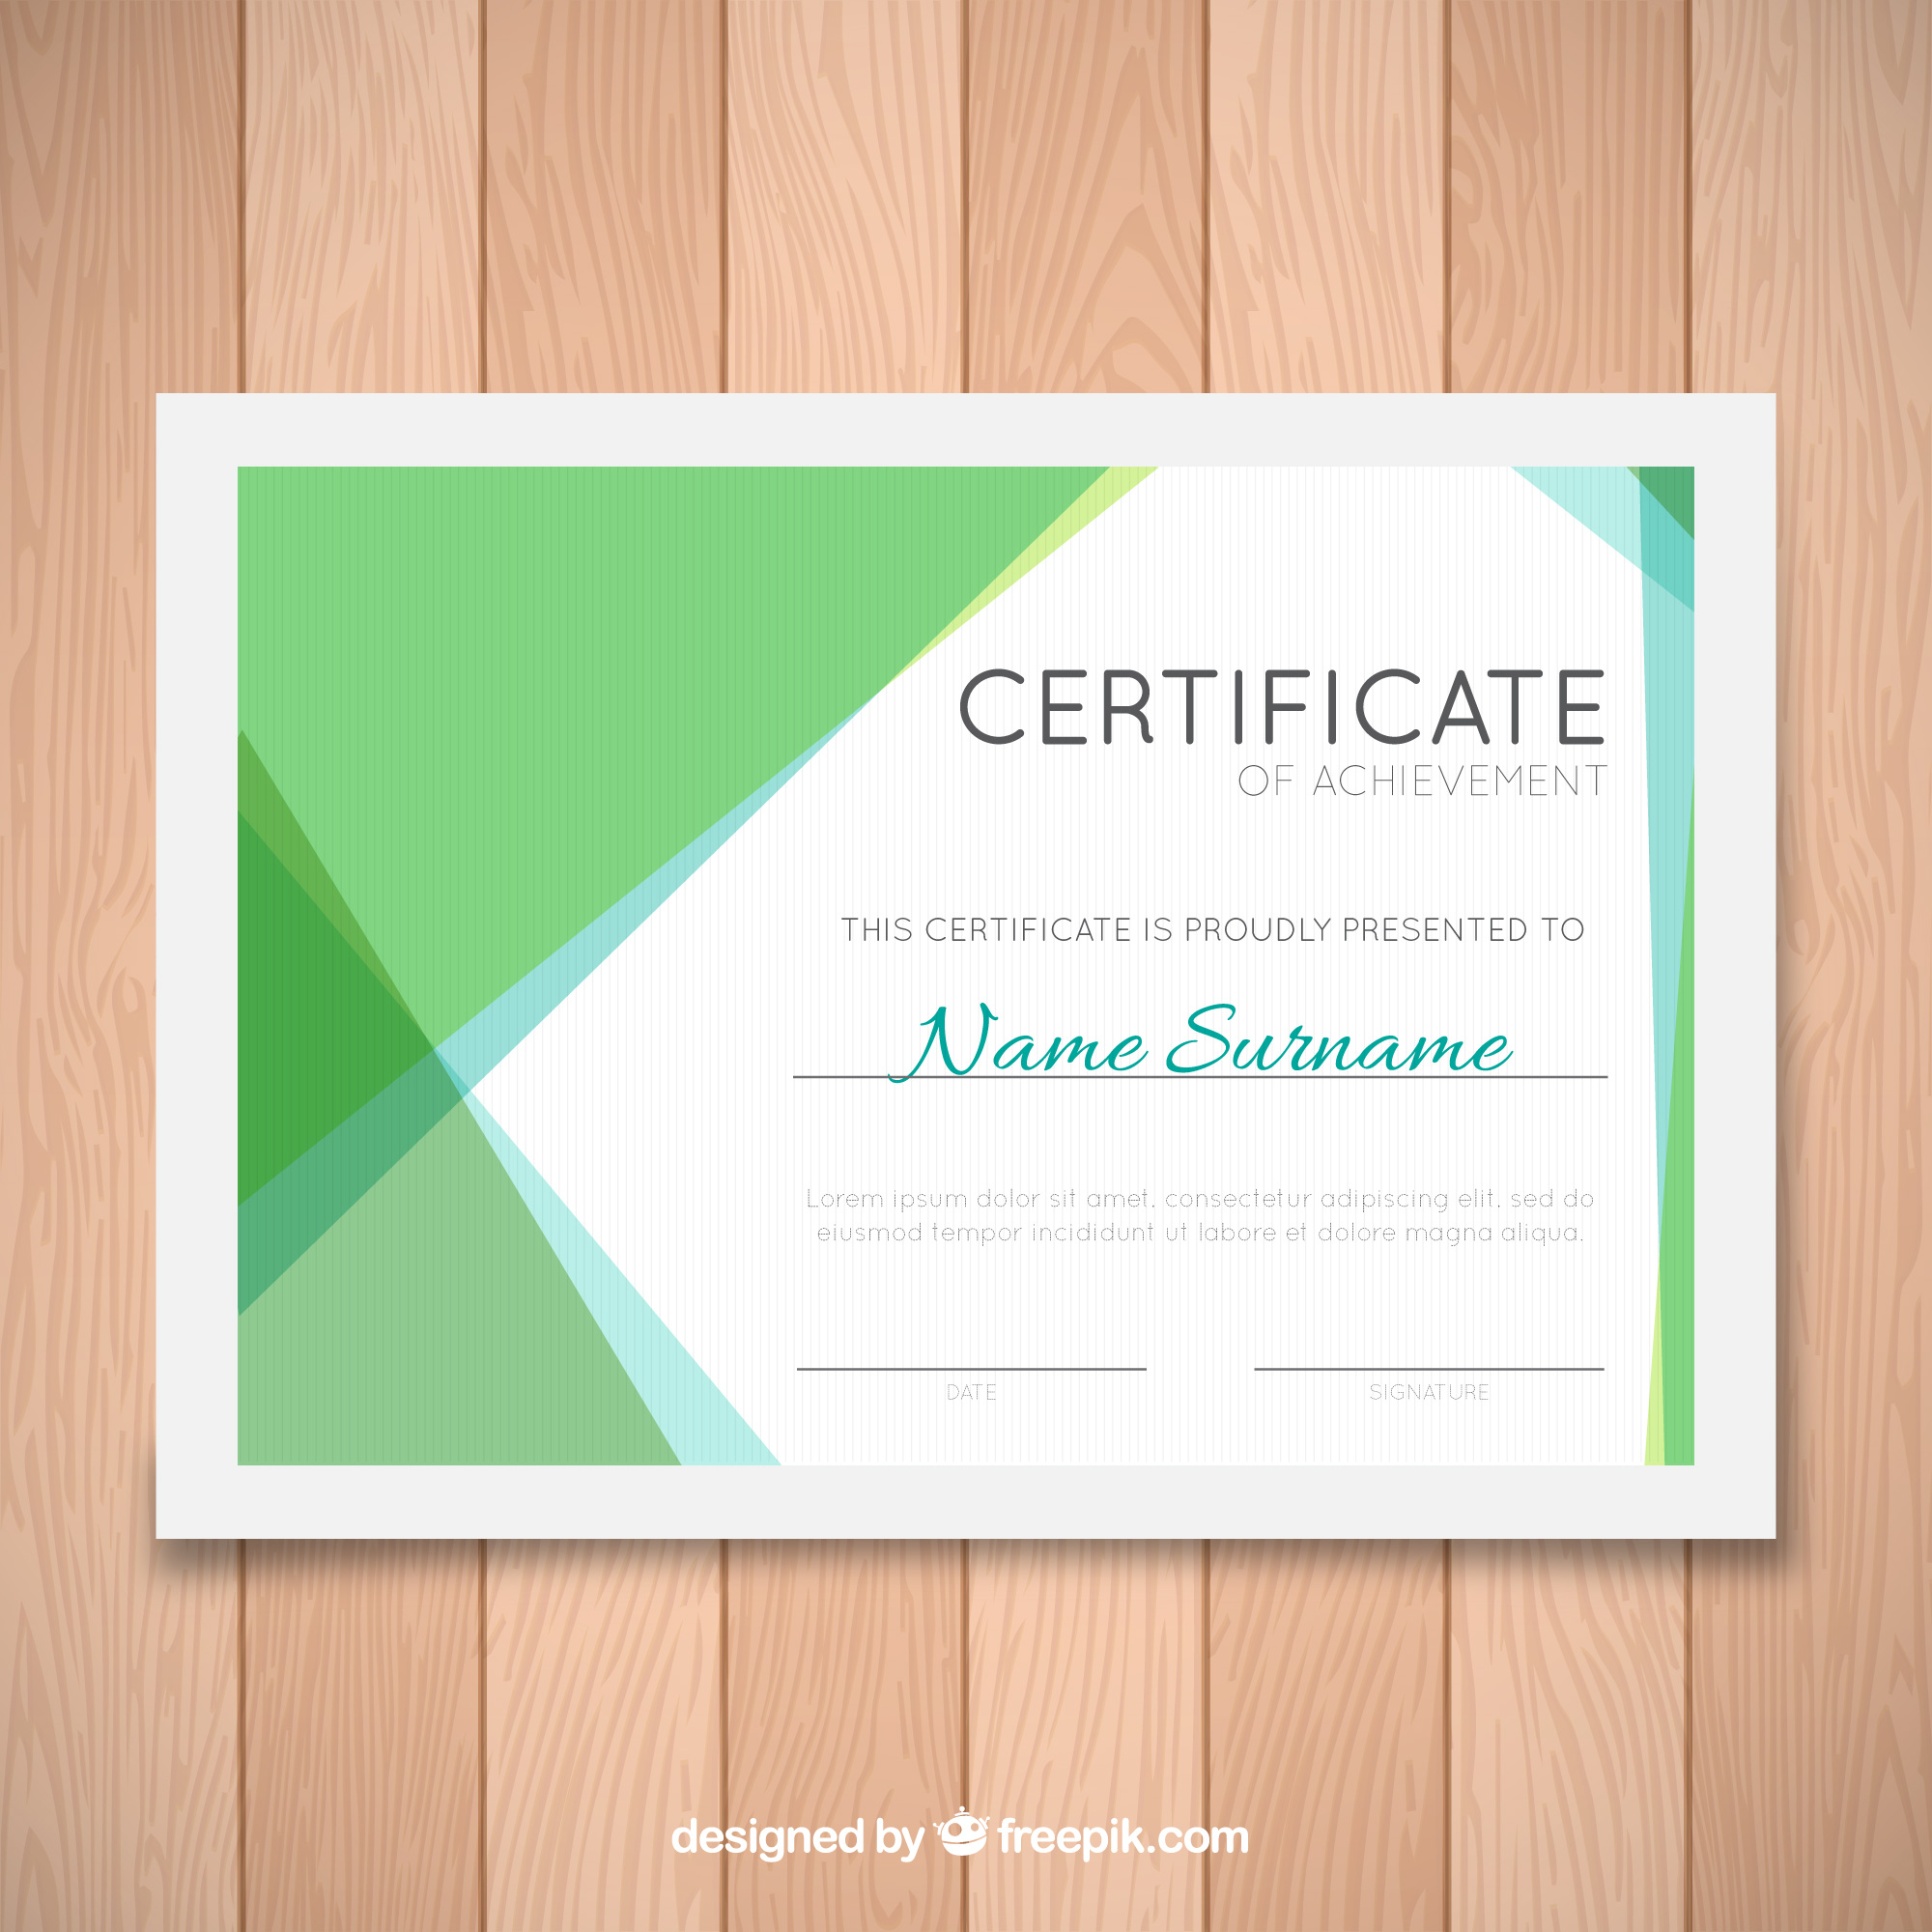 CERTIFICATE
OF ACHIEVEMENT
THIS CERTIFICATE IS PROUDLY PRESENTED TO
Name Surname
Lorem ipsum dolor sit amet, consectetur adipiscing elit, sed do
eiusmod tempor incididunt ut labore et dolore magna aliqua.
DATE SIGNATURE
designed by freepik.com